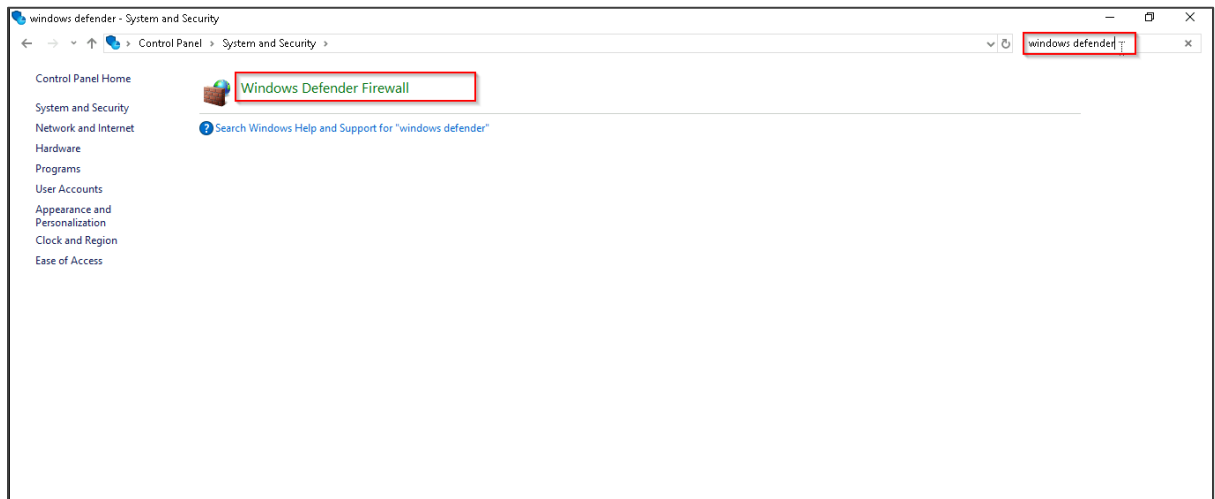 windows defender - System and Security
Control Panel > System and Security >
windows defender
Control Panel Home
System and Security
Network and Internet
Hardware
Programs
User Accounts
Appearance and
Personalization
Clock and Region
Ease of Access
Windows Defender Firewall
Search Windows Help and Support for "windows defender"